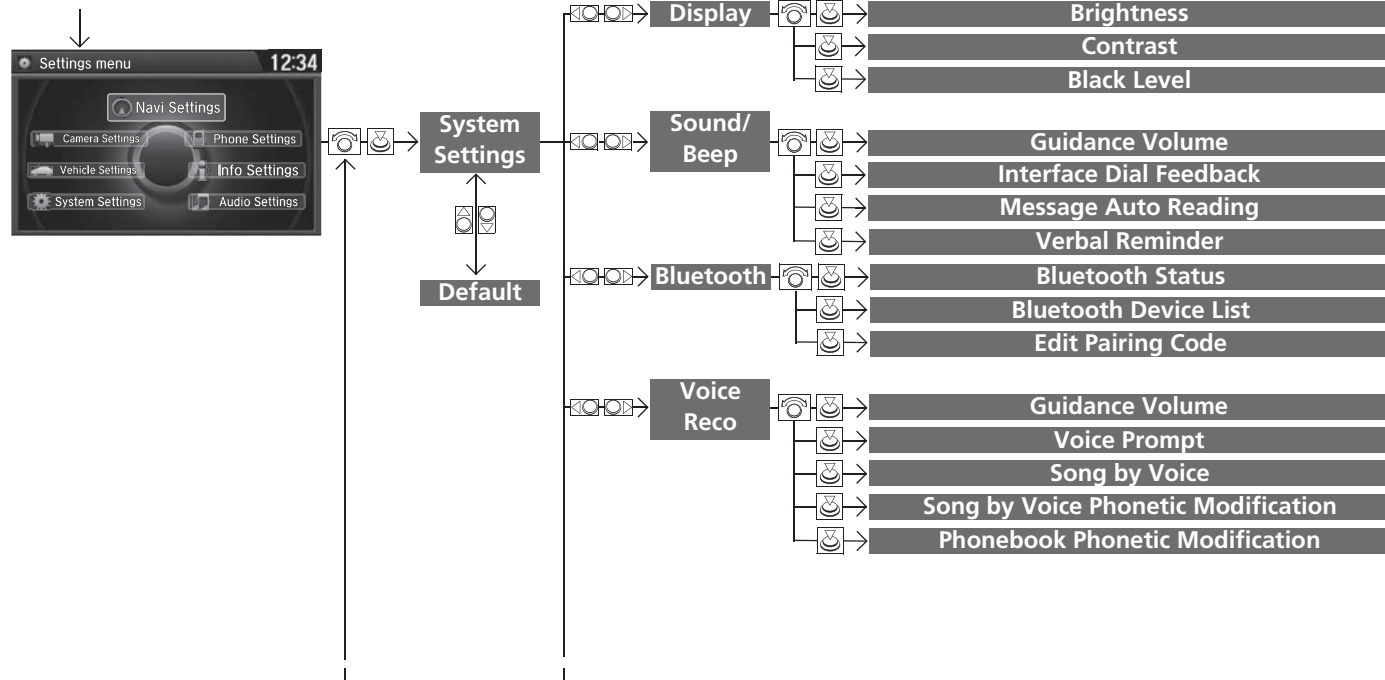 Settings menu
12:34
Navi Settings
Camera Settings
Phone Settings
Vehicle Settings
Info Settings
System Settings
Audio Settings
System
Settings
Default
Display
Brightness
Contrast
Black Level
Sound/
Beep
Guidance Volume
Interface Dial Feedback
Message Auto Reading
Verbal Reminder
Bluetooth
Bluetooth Status
Bluetooth Device List
Edit Pairing Code
Voice
Reco
Guidance Volume
Voice Prompt
Song by Voice
Song by Voice Phonetic Modification
Phonebook Phonetic Modification